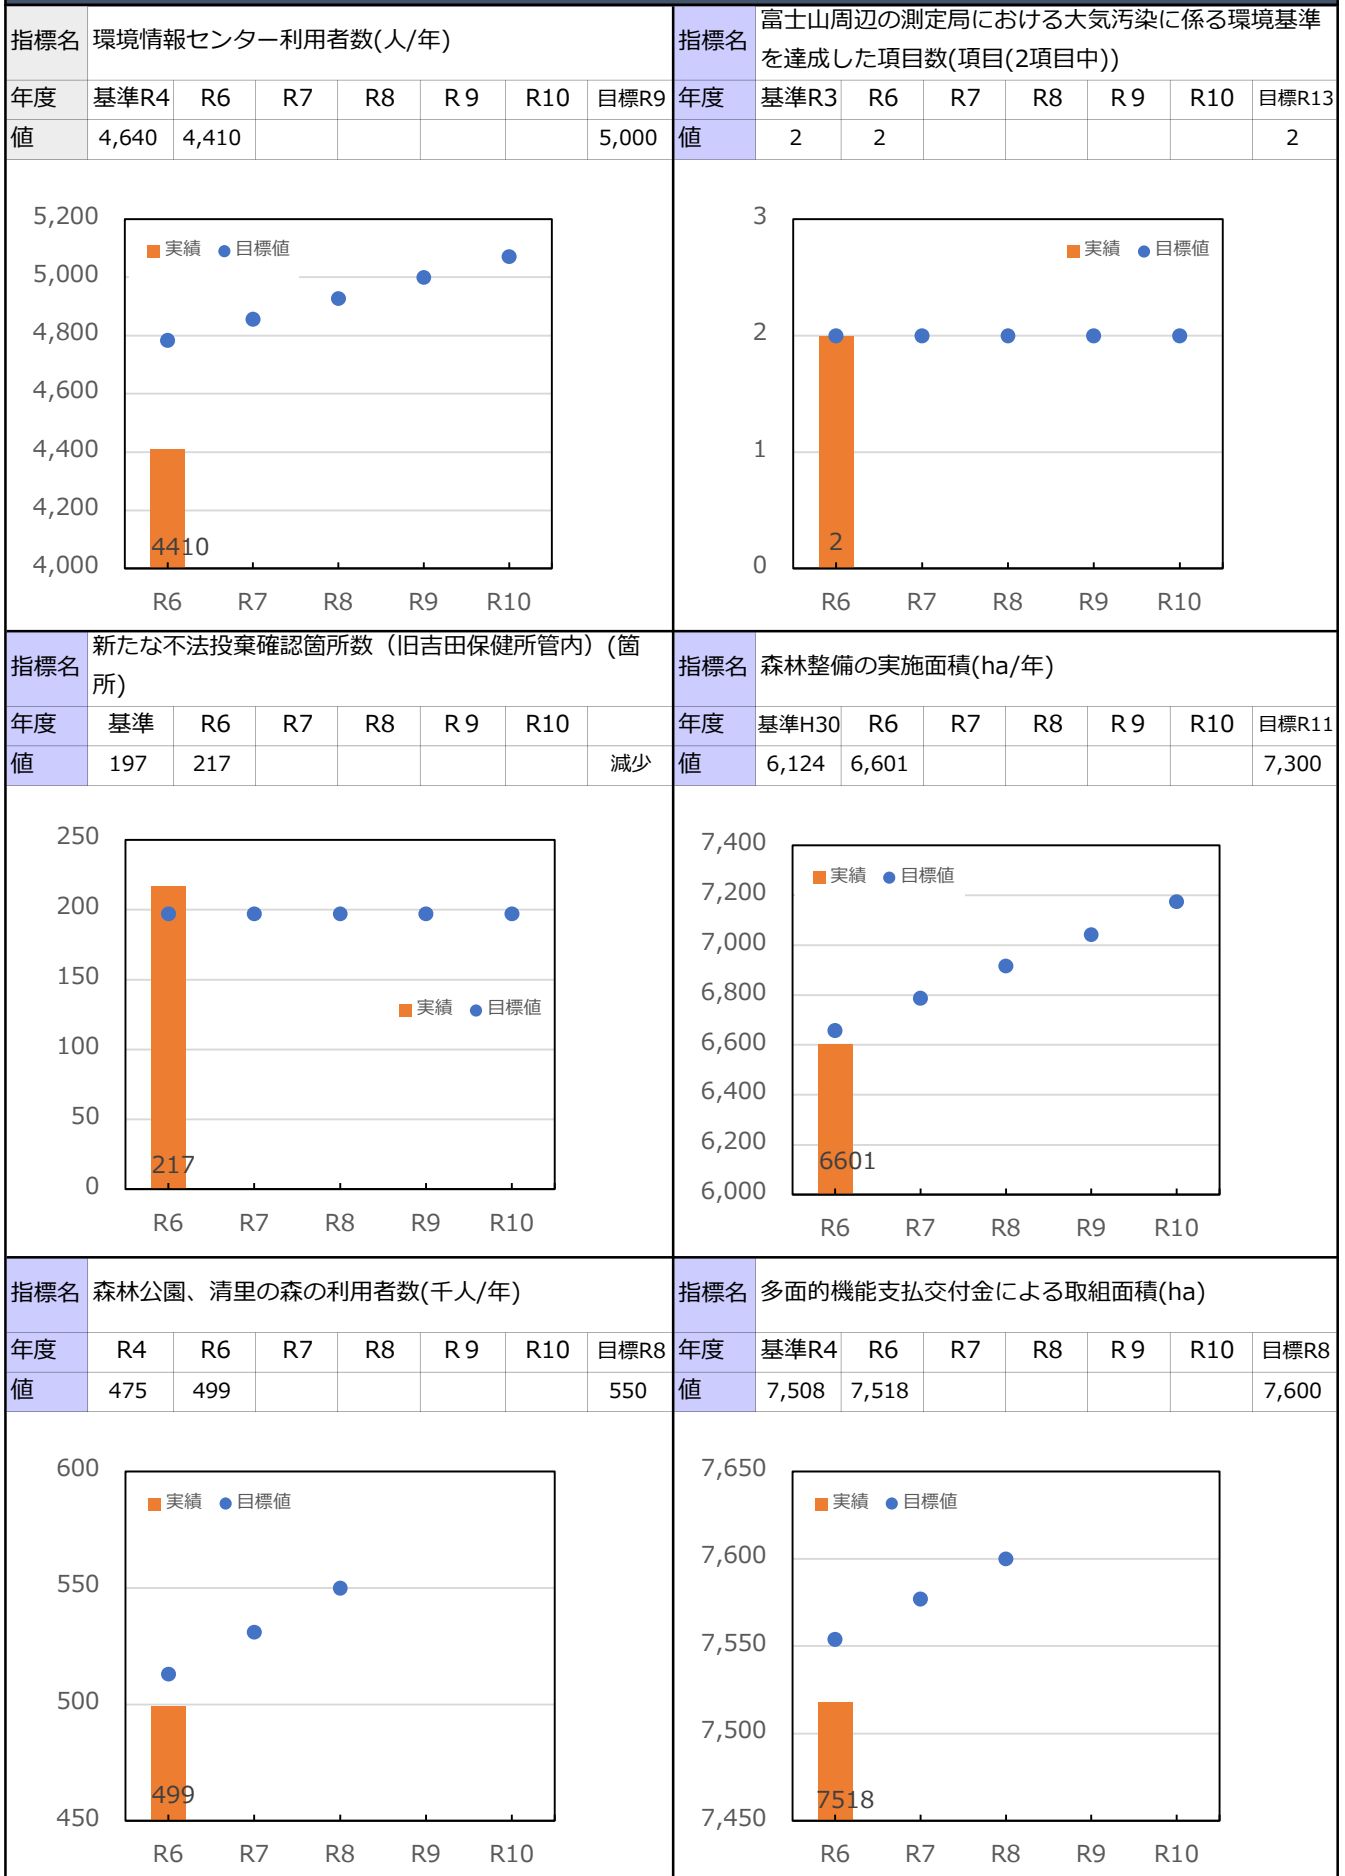 指標名 環境情報センター利用者数(人/年)
年度 基準R4 R6 R7 R8 R９ R10 目標R9
値 4,640 4,410 5,000
5,200
5,000
4,800
4,600
4,400
4,200
4,000
実績 目標値
4410
R6 R7 R8 R9 R10
指標名 富士山周辺の測定局における大気汚染に係る環境基準
を達成した項目数(項目(2項目中))
年度 基準R3 R6 R7 R8 R９ R10 目標R13
値 2 2 2
3
2
1
0
実績 目標値
2
R6 R7 R8 R9 R10
指標名 新たな不法投棄確認箇所数（旧吉田保健所管内）(箇
所)
年度 基準 R6 R7 R8 R９ R10
値 197 217 減少
250
200
150
100
50
0
実績 目標値
217
R6 R7 R8 R9 R10
指標名 森林整備の実施面積(ha/年)
年度 基準H30 R6 R7 R8 R９ R10 目標R11
値 6,124 6,601 7,300
7,400
7,200
7,000
6,800
6,600
6,400
6,200
6,000
実績 目標値
6601
R6 R7 R8 R9 R10
指標名 森林公園、清里の森の利用者数(千人/年)
年度 R4 R6 R7 R8 R９ R10 目標R8
値 475 499 550
600
550
500
450
実績 目標値
499
R6 R7 R8 R9 R10
指標名 多面的機能支払交付金による取組面積(ha)
年度 基準R4 R6 R7 R8 R９ R10 目標R8
値 7,508 7,518 7,600
7,650
7,600
7,550
7,500
7,450
実績 目標値
7518
R6 R7 R8 R9 R10